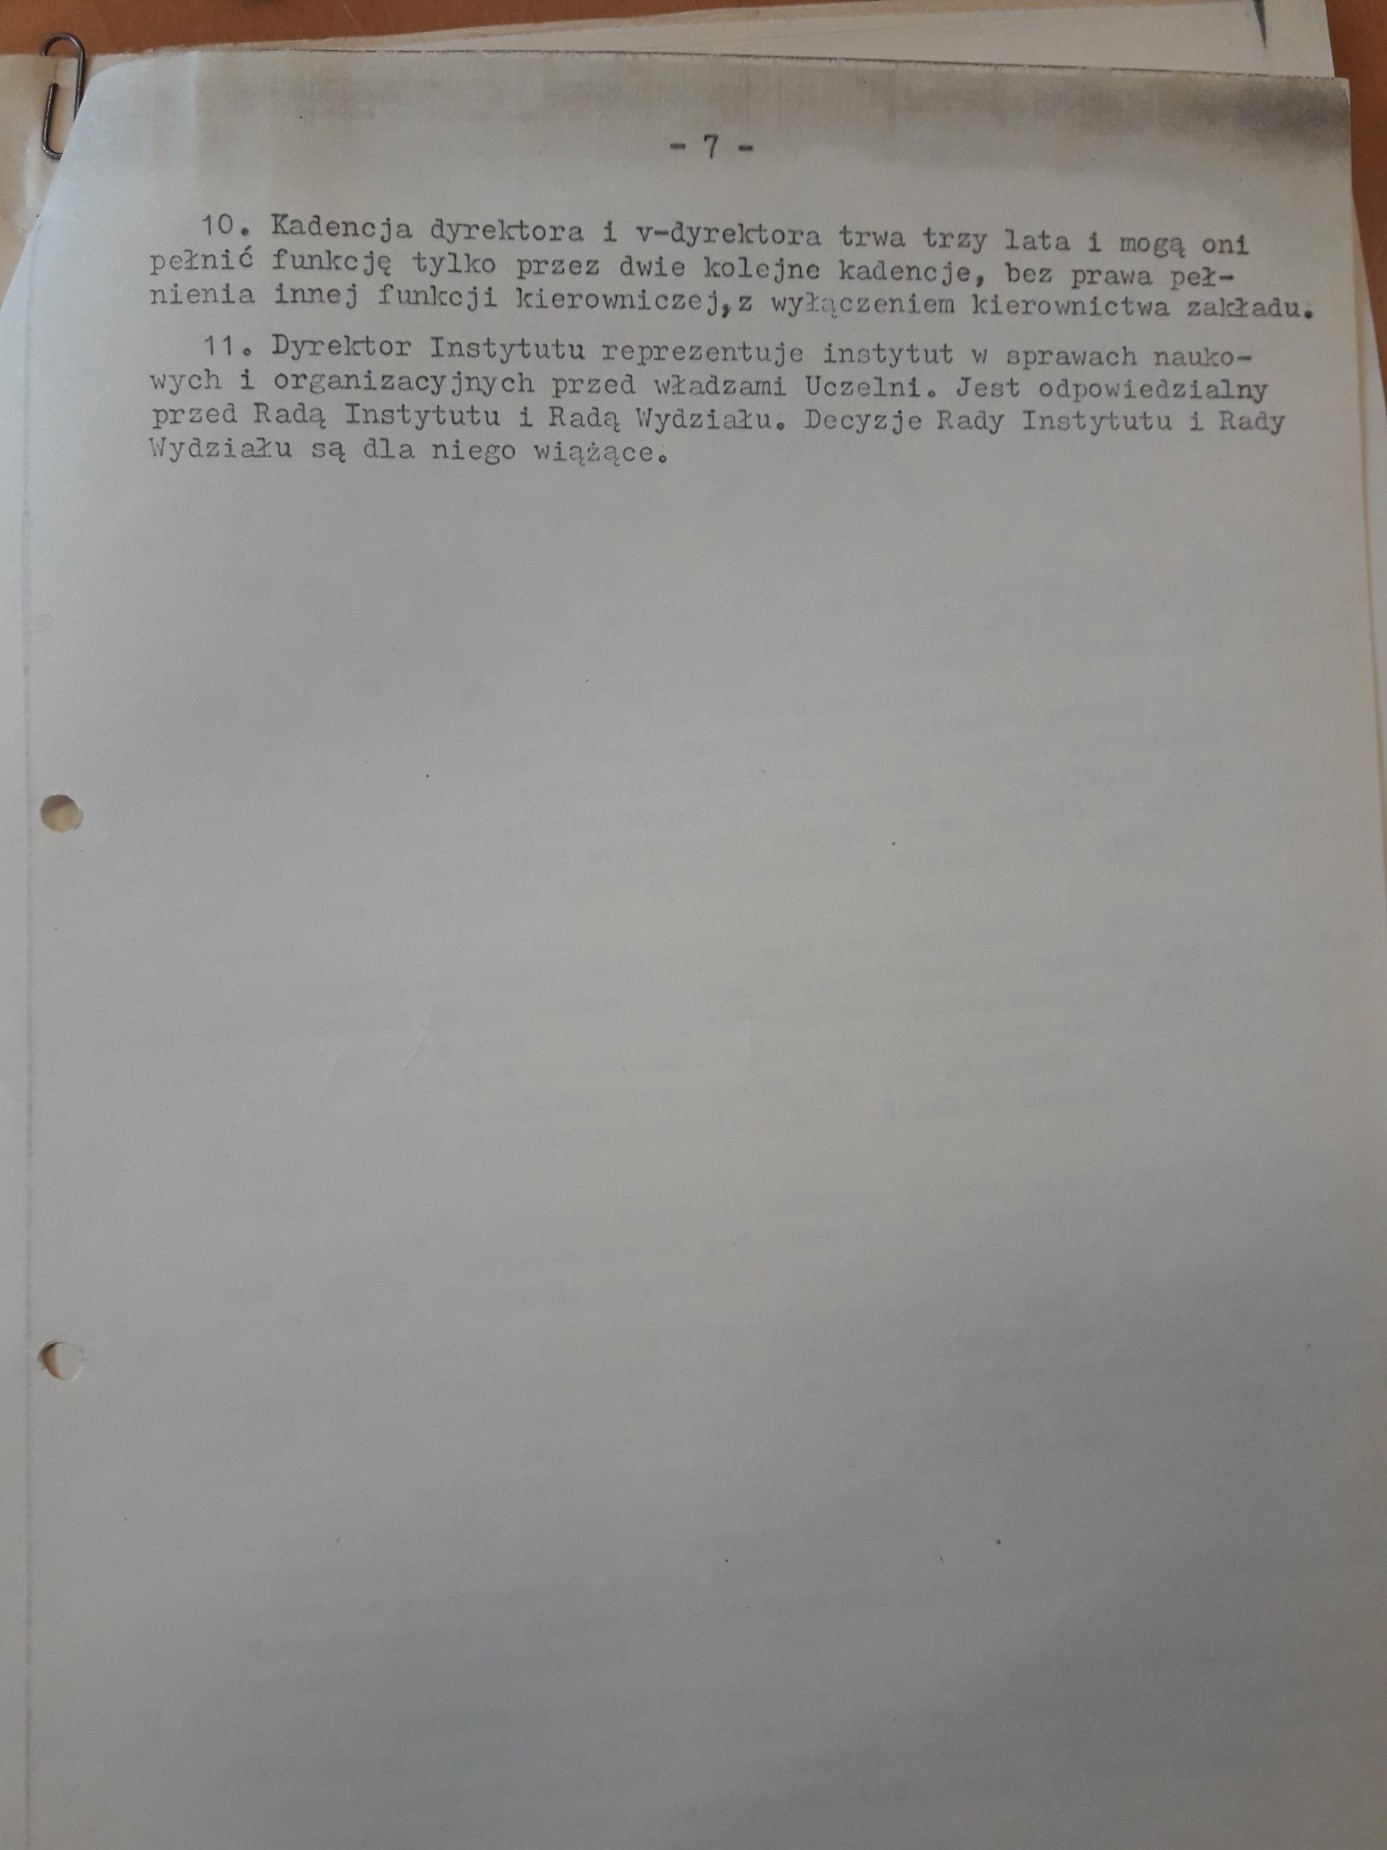 - 7 -
10. Kadencja dyrektora i v-dyrektora trwa trzy lata i mogą oni
pełnić funkcję tylko przez dwie kolejne kadencje, bez prawa peł-
nienia innej funkcji kierowniczej, z wyłączeniem kierownictwa zakładu.
11. Dyrektor Instytutu reprezentuje instytut w sprawach nauko-
wych i organizacyjnych przed władzami Uczelni. Jest odpowiedzialny
przed Radą Instytutu i Radą Wydziału. Decyzje Rady Instytutu i Rady
Wydziału są dla niego wiążące.